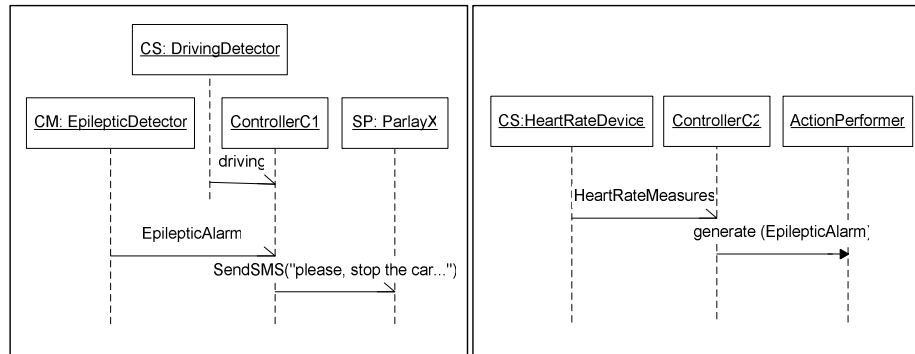 CS: DrivingDetector
CM: EpilepticDetector
ControllerC1
SP: ParlayX
driving
EpilepticAlarm
SendSMS("please, stop the car...")
CS:HeartRateDevice
ControllerC2
ActionPerformer
HeartRateMeasures
generate (EpilepticAlarm)